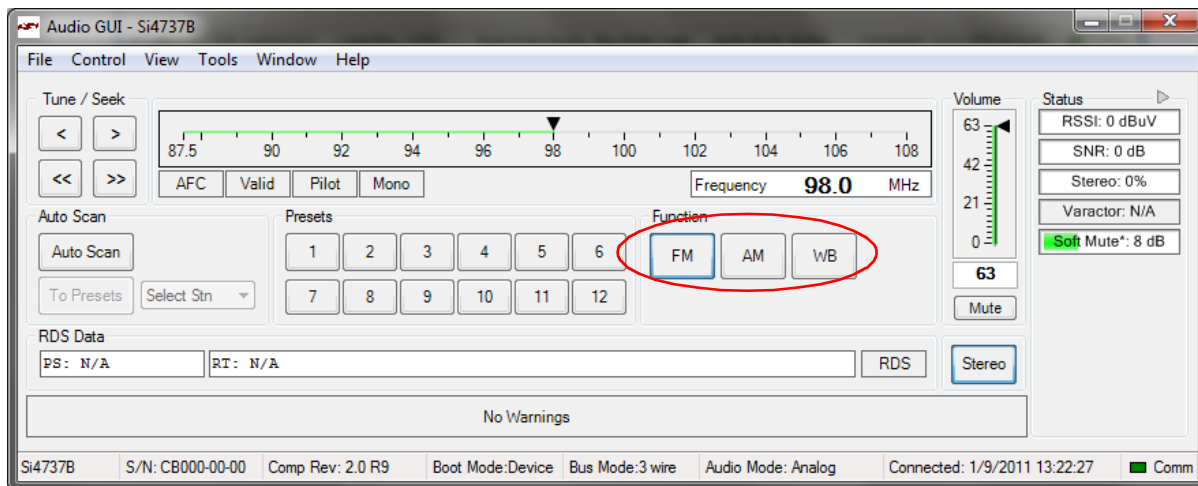 Audio GUI - Si4737B
File Control View Tools Window Help
Tune / Seek
< >
<< >>
87.5 90 92 94 96 98 100 102 104 106 108
AFC Valid Pilot Mono
Frequency 98.0 MHz
Volume
63
42
21
0
63
Mute
Status
RSSI: 0 dBuV
SNR: 0 dB
Stereo: 0%
Varactor: N/A
Soft Mute*: 8 dB
Auto Scan
Auto Scan
To Presets Select Stn
Presets
1 2 3 4 5 6
7 8 9 10 11 12
Function
FM AM WB
RDS Data
PS: N/A RT: N/A RDS
Stereo
No Warnings
Si4737B S/N: CB000-00-00 Comp Rev: 2.0 R9 Boot Mode:Device Bus Mode:3 wire Audio Mode: Analog Connected: 1/9/2011 13:22:27 Comm